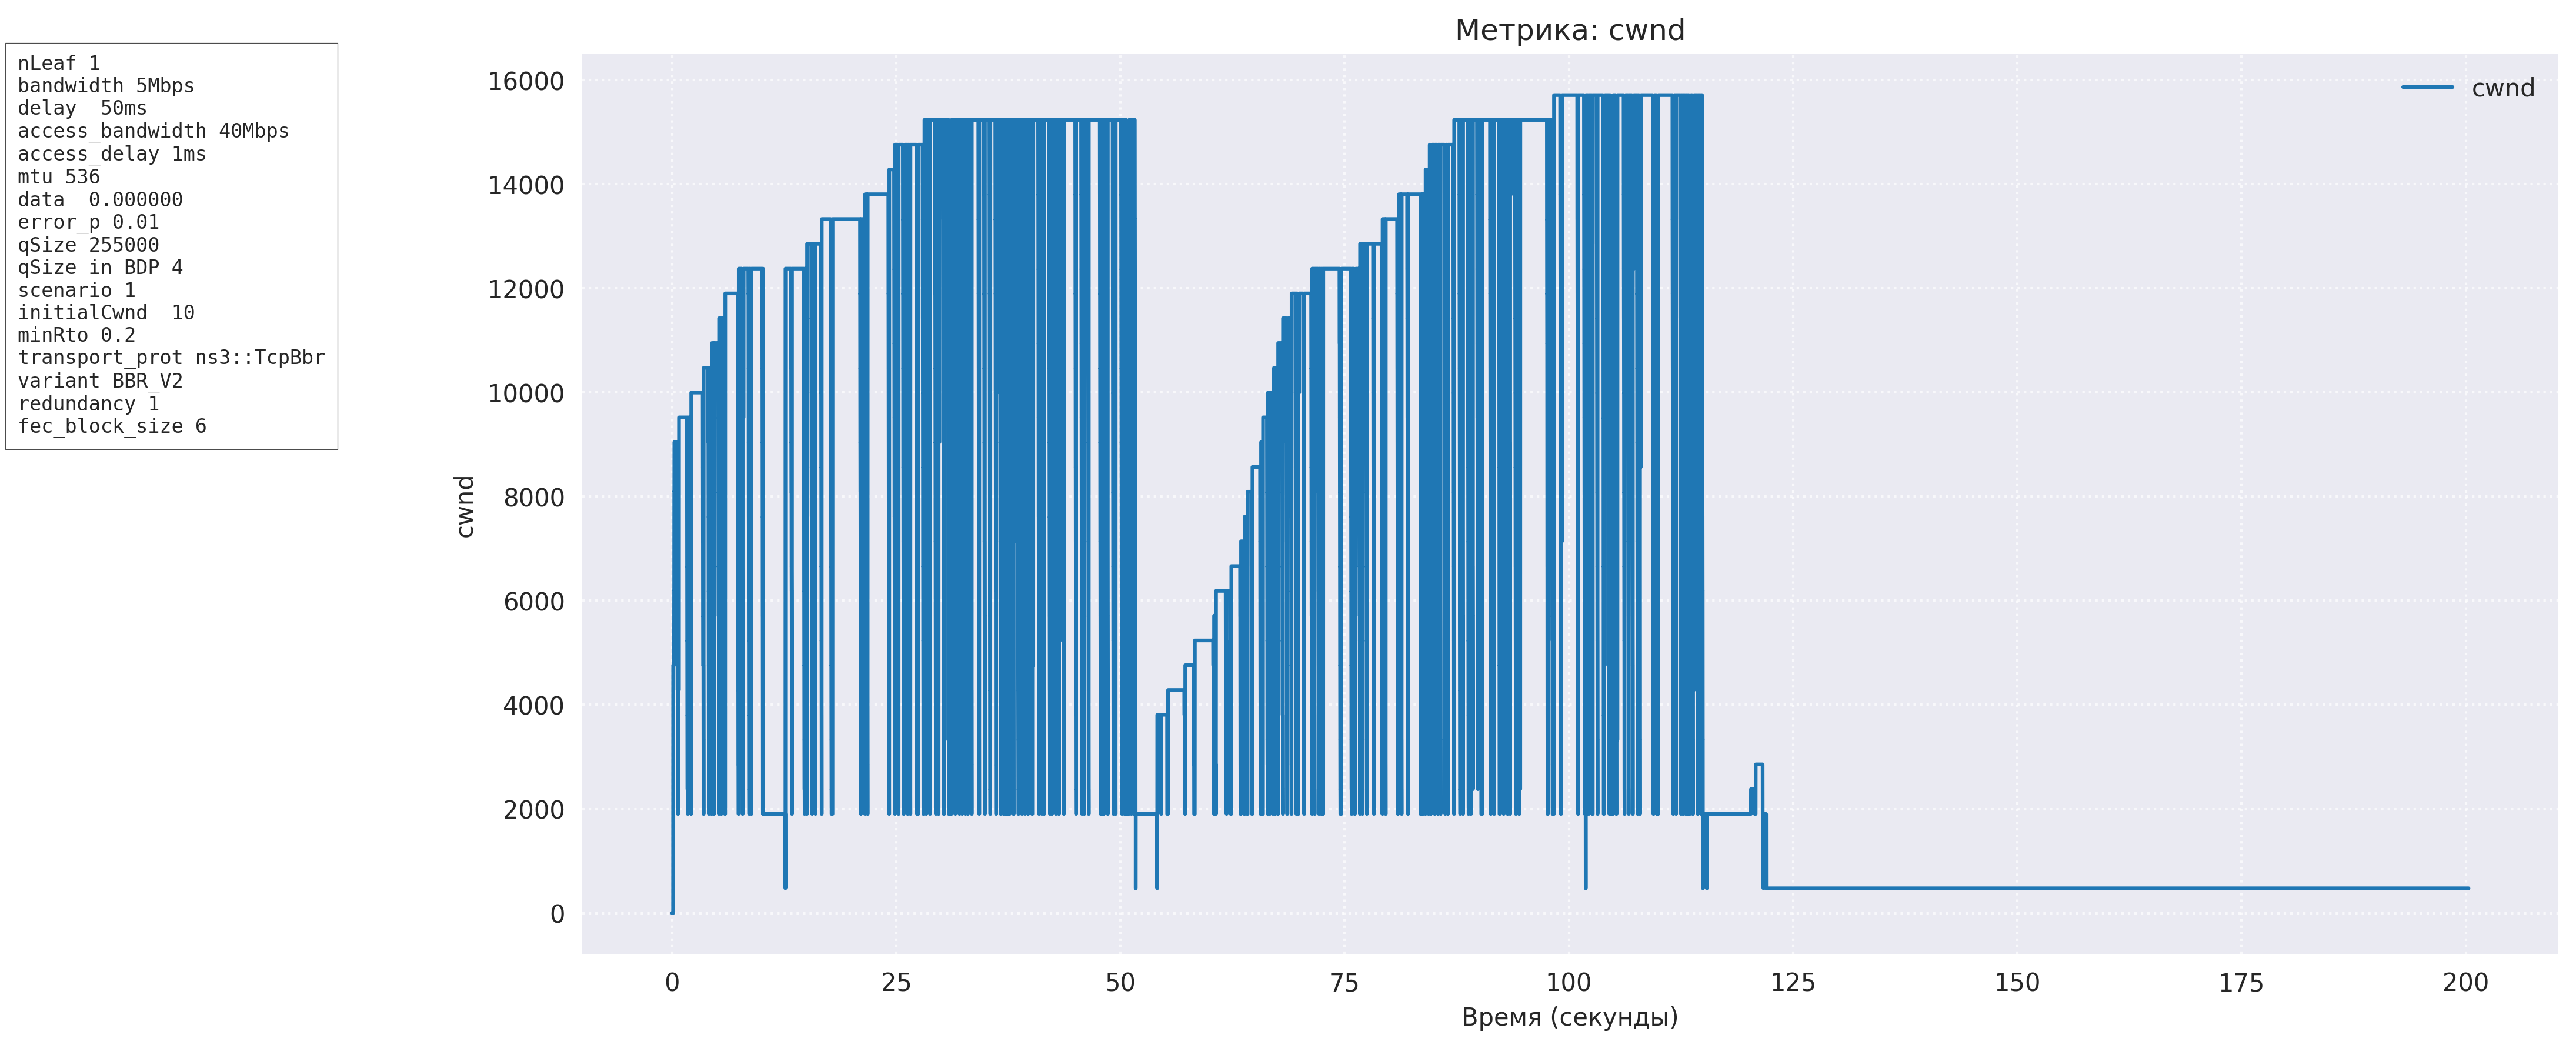 Метрика: cwnd
nLeaf 1
bandwidth 5Mbps
delay  50ms
access_bandwidth 40Mbps
access_delay 1ms
mtu 536
data  0.000000
error_p 0.01
qSize 255000
qSize in BDP 4
scenario 1
initialCwnd  10
minRto 0.2
transport_prot ns3::TcpBbr
variant BBR_V2
redundancy 1
fec_block_size 6
cwnd
16000
14000
12000
10000
8000
6000
4000
2000
0
cwnd
0 25 50 75 100 125 150 175 200
Время (секунды)